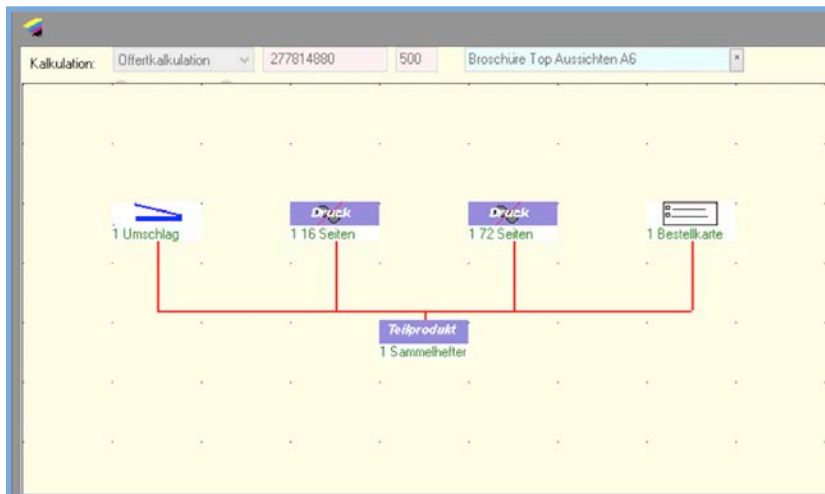 Kalkulation: Offertkalkulation 277814880 500 Broschüre Top Aussichten A6
Druck Druck
1 Umschlag 1 16 Seiten 1 72 Seiten 1 Bestellkarte
Teilprodukt
1 Sammelhefter